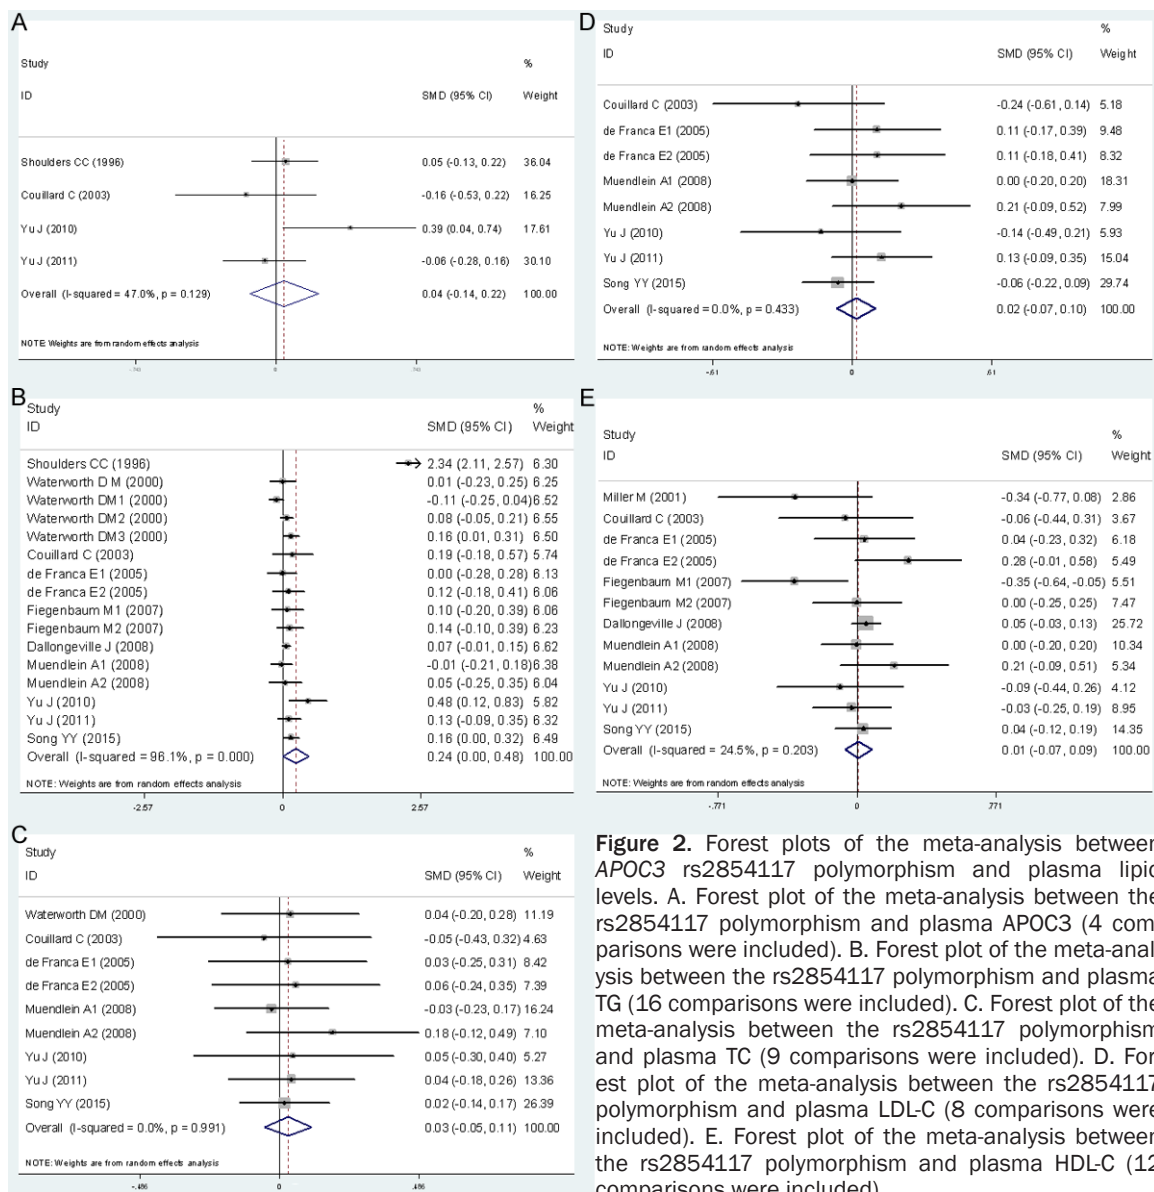 A
Study %
ID SMD (95% CI) Weight
Shoulders CC (1996) 0.05 (-0.13, 0.22) 36.04
Couillard C (2003) -0.16 (-0.53, 0.22) 16.25
Yu J (2010) 0.39 (0.04, 0.74) 17.61
Yu J (2011) -0.06 (-0.28, 0.16) 30.10
Overall (I-squared = 47.0%, p = 0.129) 0.04 (-0.14, 0.22) 100.00
NOTE: Weights are from random effects analysis
0
B
Study %
ID SMD (95% CI) Weight
Shoulders CC (1996) 2.34 (2.11, 2.57) 6.30
Waterworth D M (2000) 0.01 (-0.23, 0.25) 6.25
Waterworth DM1 (2000) -0.11 (-0.25, 0.04) 6.52
Waterworth DM2 (2000) 0.08 (-0.05, 0.21) 6.55
Waterworth DM3 (2000) 0.16 (0.01, 0.31) 6.50
Couillard C (2003) 0.19 (-0.18, 0.57) 5.74
de Franca E1 (2005) 0.00 (-0.28, 0.28) 6.13
de Franca E2 (2005) 0.12 (-0.18, 0.41) 6.06
Fiegenbaum M1 (2007) 0.10 (-0.20, 0.39) 6.06
Fiegenbaum M2 (2007) 0.14 (-0.10, 0.39) 6.23
Dallongeville J (2008) 0.07 (-0.01, 0.15) 6.62
Muendlein A1 (2008) -0.01 (-0.21, 0.18) 6.38
Muendlein A2 (2008) 0.05 (-0.25, 0.35) 6.04
Yu J (2010) 0.48 (0.12, 0.83) 5.82
Yu J (2011) 0.13 (-0.09, 0.35) 6.32
Song YY (2015) 0.16 (0.00, 0.32) 6.49
Overall (I-squared = 96.1%, p = 0.000) 0.24 (0.00, 0.48) 100.00
NOTE: Weights are from random effects analysis
-2.57 0 2.57
C
Study %
ID SMD (95% CI) Weight
Waterworth DM (2000) 0.04 (-0.20, 0.28) 11.19
Couillard C (2003) -0.05 (-0.43, 0.32) 4.63
de Franca E1 (2005) 0.03 (-0.25, 0.31) 8.42
de Franca E2 (2005) 0.06 (-0.24, 0.35) 7.39
Muendlein A1 (2008) -0.03 (-0.23, 0.17) 16.24
Muendlein A2 (2008) 0.18 (-0.12, 0.49) 7.10
Yu J (2010) 0.05 (-0.30, 0.40) 5.27
Yu J (2011) 0.04 (-0.18, 0.26) 13.36
Song YY (2015) 0.02 (-0.14, 0.17) 26.39
Overall (I-squared = 0.0%, p = 0.991) 0.03 (-0.05, 0.11) 100.00
NOTE: Weights are from random effects analysis
-.486 0 .486
D
Study %
ID SMD (95% CI) Weight
Couillard C (2003) -0.24 (-0.61, 0.14) 5.18
de Franca E1 (2005) 0.11 (-0.17, 0.39) 9.48
de Franca E2 (2005) 0.11 (-0.18, 0.41) 8.32
Muendlein A1 (2008) 0.00 (-0.20, 0.20) 18.31
Muendlein A2 (2008) 0.21 (-0.09, 0.52) 7.99
Yu J (2010) -0.14 (-0.49, 0.21) 5.93
Yu J (2011) 0.13 (-0.09, 0.35) 15.04
Song YY (2015) -0.06 (-0.22, 0.09) 29.74
Overall (I-squared = 0.0%, p = 0.433) 0.02 (-0.07, 0.10) 100.00
NOTE: Weights are from random effects analysis
-.61 0 .61
E
Study %
ID SMD (95% CI) Weight
Miller M (2001) -0.34 (-0.77, 0.08) 2.86
Couillard C (2003) -0.06 (-0.44, 0.31) 3.67
de Franca E1 (2005) 0.04 (-0.23, 0.32) 6.18
de Franca E2 (2005) 0.28 (-0.01, 0.58) 5.49
Fiegenbaum M1 (2007) -0.35 (-0.64, -0.05) 5.51
Fiegenbaum M2 (2007) 0.00 (-0.25, 0.25) 7.47
Dallongeville J (2008) 0.05 (-0.03, 0.13) 25.72
Muendlein A1 (2008) 0.00 (-0.20, 0.20) 10.34
Muendlein A2 (2008) 0.21 (-0.09, 0.51) 5.34
Yu J (2010) -0.09 (-0.44, 0.26) 4.12
Yu J (2011) -0.03 (-0.25, 0.19) 8.95
Song YY (2015) 0.04 (-0.12, 0.19) 14.35
Overall (I-squared = 24.5%, p = 0.203) 0.01 (-0.07, 0.09) 100.00
NOTE: Weights are from random effects analysis
-.771 0 .771
Figure 2. Forest plots of the meta-analysis between
APOC3 rs2854117 polymorphism and plasma lipid
levels. A. Forest plot of the meta-analysis between the
rs2854117 polymorphism and plasma APOC3 (4 com
parisons were included). B. Forest plot of the meta-anal
ysis between the rs2854117 polymorphism and plasma
TG (16 comparisons were included). C. Forest plot of the
meta-analysis between the rs2854117 polymorphism
and plasma TC (9 comparisons were included). D. For
est plot of the meta-analysis between the rs2854117
polymorphism and plasma LDL-C (8 comparisons were
included). E. Forest plot of the meta-analysis between
the rs2854117 polymorphism and plasma HDL-C (12
comparisons were included)